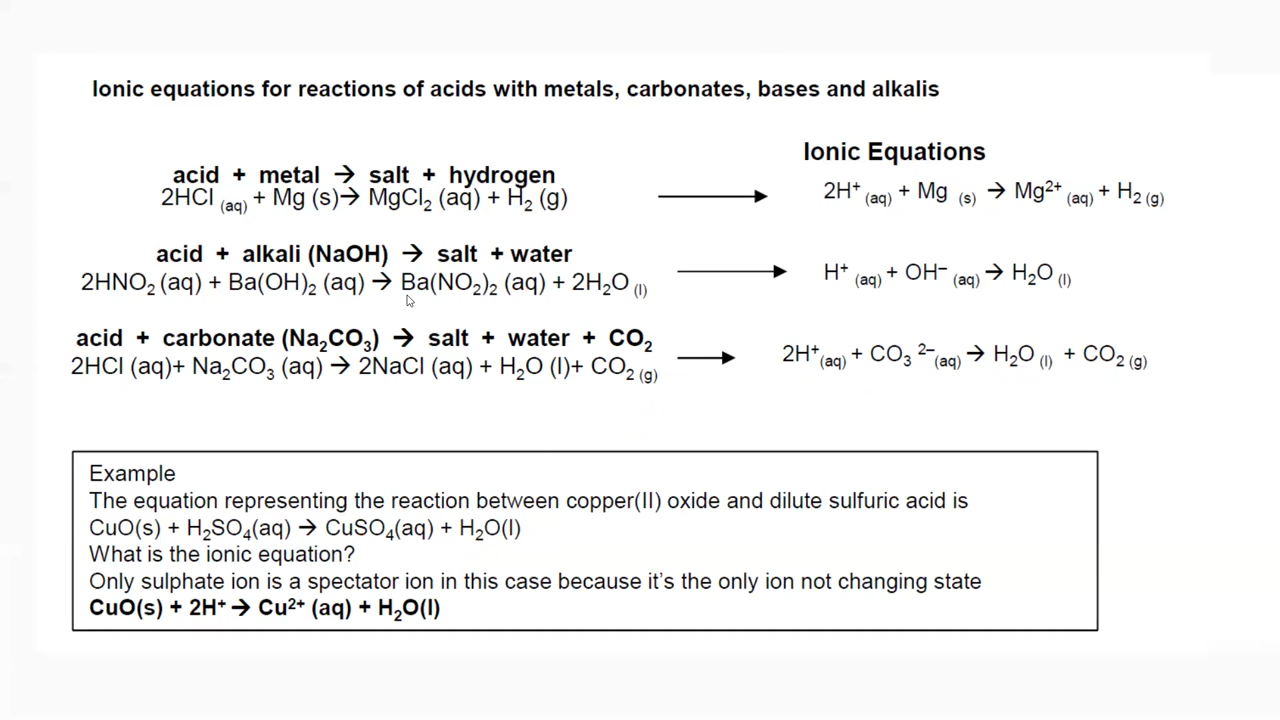 Ionic equations for reactions of acids with metals, carbonates, bases and alkalis
Ionic Equations
acid + metal → salt + hydrogen
2HCl (aq) + Mg (s)→ MgCl₂ (aq) + H₂ (g)
2H⁺ (aq) + Mg (s) → Mg²⁺ (aq) + H₂ (g)
acid + alkali (NaOH) → salt + water
2HNO₂ (aq) + Ba(OH)₂ (aq) → Ba(NO₂)₂ (aq) + 2H₂O (l)
H⁺ (aq) + OH⁻ (aq) → H₂O (l)
acid + carbonate (Na₂CO₃) → salt + water + CO₂
2HCl (aq)+ Na₂CO₃ (aq) → 2NaCl (aq) + H₂O (l)+ CO₂ (g)
2H⁺(aq) + CO₃ ²⁻(aq) → H₂O (l) + CO₂ (g)
Example
The equation representing the reaction between copper(II) oxide and dilute sulfuric acid is
CuO(s) + H₂SO₄(aq) → CuSO₄(aq) + H₂O(l)
What is the ionic equation?
Only sulphate ion is a spectator ion in this case because it's the only ion not changing state
CuO(s) + 2H⁺ → Cu²⁺ (aq) + H₂O(l)